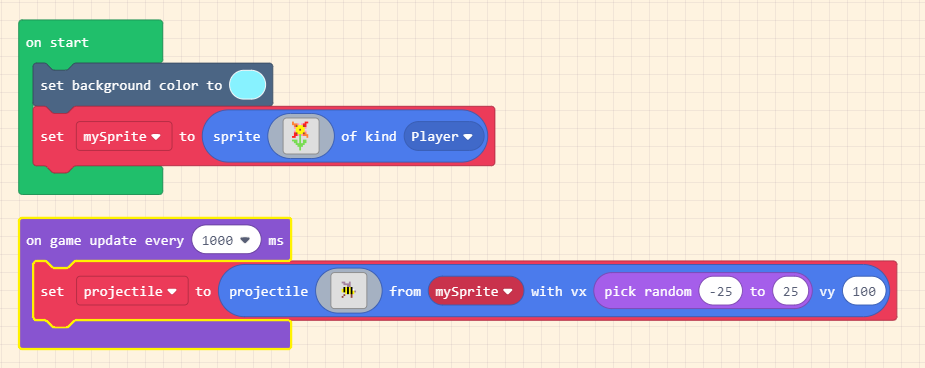 on start
set background color to
set mySprite to sprite of kind Player
on game update every 1000 ms
set projectile to projectile from mySprite with vx pick random -25 to 25 vy 100